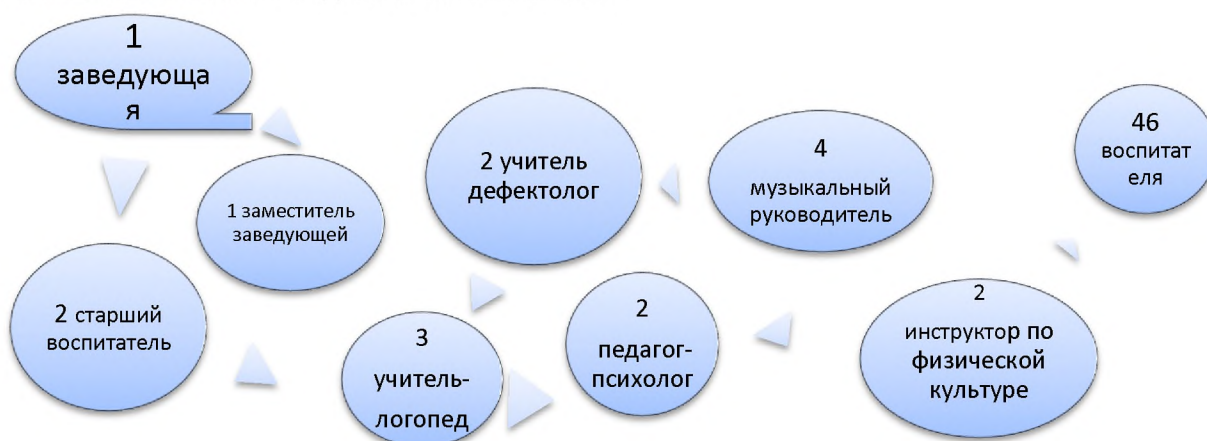 1
заведующа
я
1 заместитель
заведующей
2 старший
воспитатель
2 учитель
дефектолог
3
учитель-
логопед
4
музыкальный
руководитель
2
педагог-
психолог
2
инструктор по
физической
культуре
46
воспитат
еля